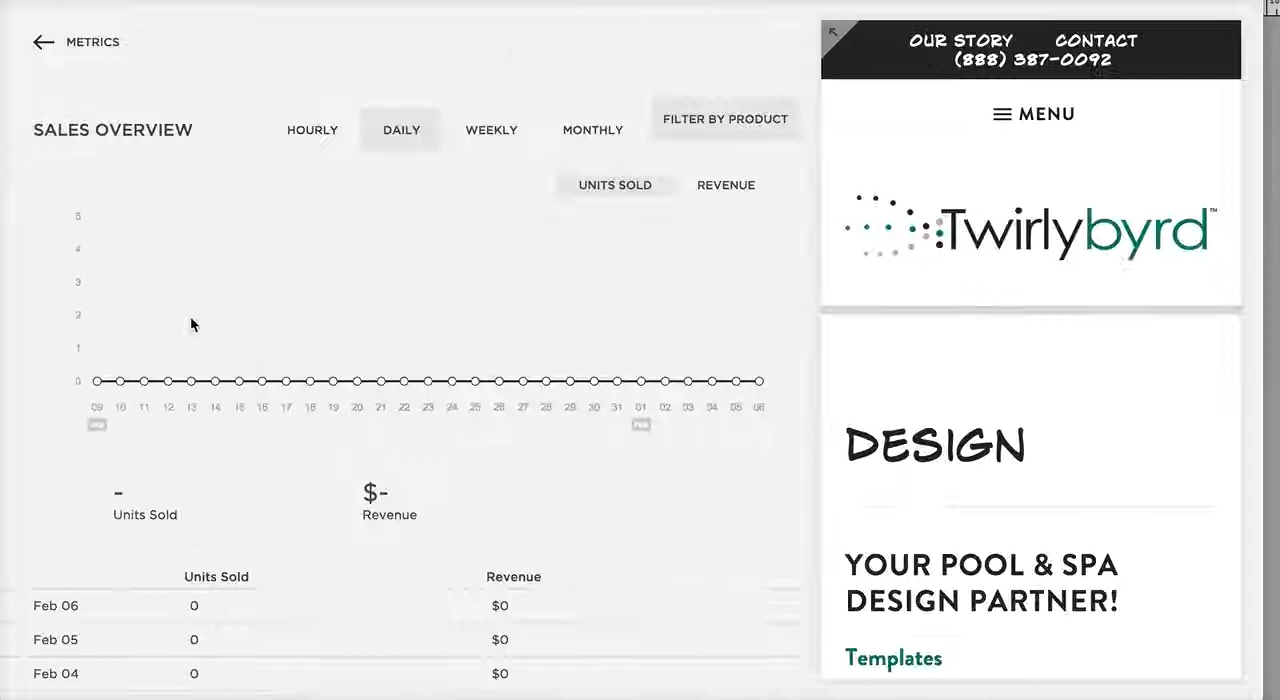 METRICS
SALES OVERVIEW
HOURLY
DAILY
WEEKLY
MONTHLY
FILTER BY PRODUCT
UNITS SOLD
REVENUE
5
4
3
2
1
0
09 10 11 12 13 14 15 16 17 18 19 20 21 22 23 24 25 26 27 28 29 30 31 01 02 03 04 05 06
-
Units Sold
$-
Revenue
Units Sold Revenue
Feb 06 0 $0
Feb 05 0 $0
Feb 04 0 $0
OUR STORY CONTACT
(888) 387-0092
MENU
Twirlybyrd™
DESIGN
YOUR POOL & SPA
DESIGN PARTNER!
Templates